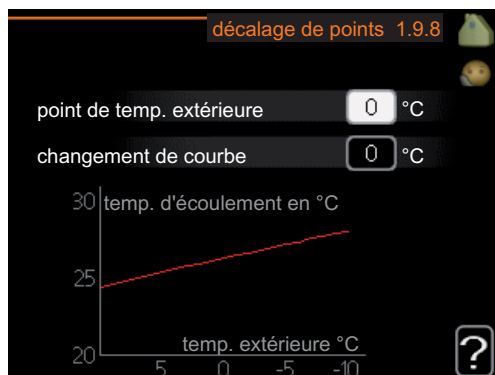 décalage de points 1.9.8
point de temp. extérieure 0 °C
changement de courbe 0 °C
30 temp. d'écoulement en °C
25
temp. extérieure °C
20
5 0 -5 -10
?